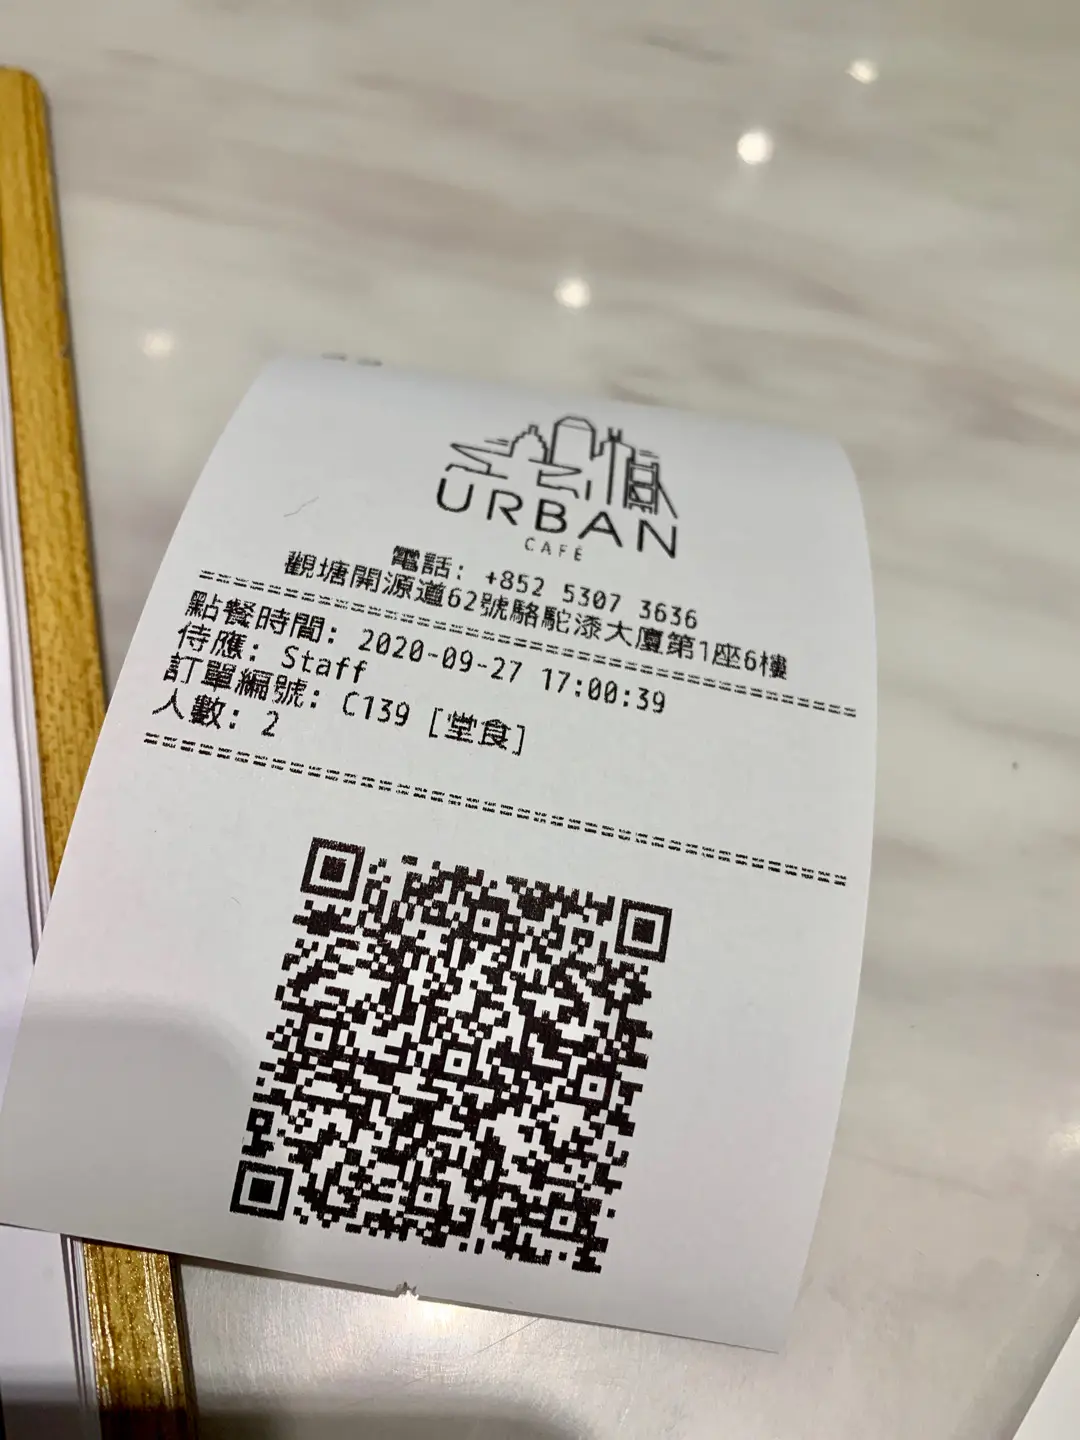 URBAN
CAFÉ
電話: +852 5307 3636
觀塘開源道62號駱駝漆大廈第1座6樓
點餐時間: 2020-09-27 17:00:39
侍應: Staff
訂單編號: C139 [堂食]
人數: 2